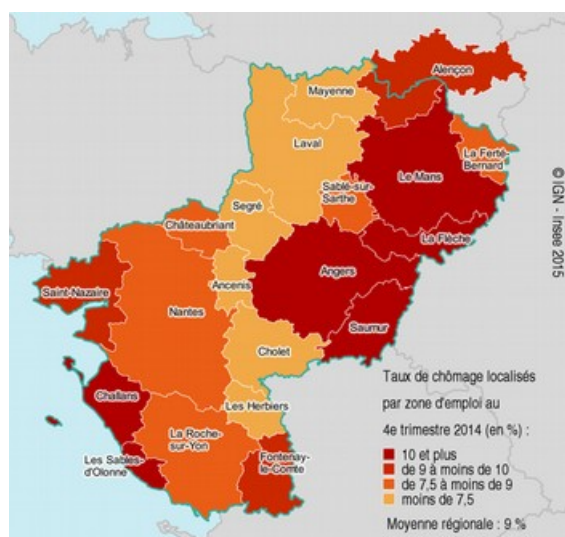 Alençon
Mayenne
Laval
La Ferté-
Bernard
Le Mans
Sablé-sur-
Sarthe
Segré
Châteaubriant
La Flèche
Angers
Ancenis
Saint-Nazaire
Nantes
Saumur
Cholet
Challans
Les Herbiers
La Roche-
sur-Yon
Les Sables-
d'Olonne
Fontenay-
le-Comte
© IGN - Insee 2015
Taux de chômage localisés
par zone d'emploi au
4e trimestre 2014 (en %) :
10 et plus
de 9 à moins de 10
de 7,5 à moins de 9
moins de 7,5
Moyenne régionale : 9 %